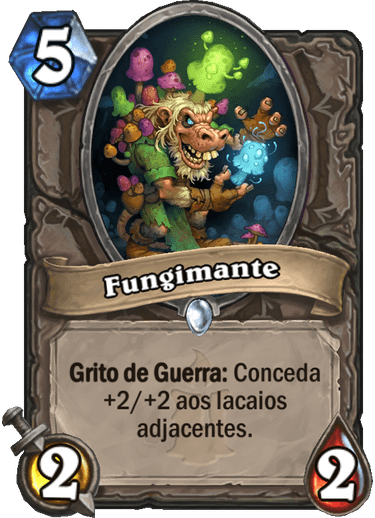 5
Fungimante
Grito de Guerra: Conceda
+2/+2 aos lacaios
adjacentes.
2
2